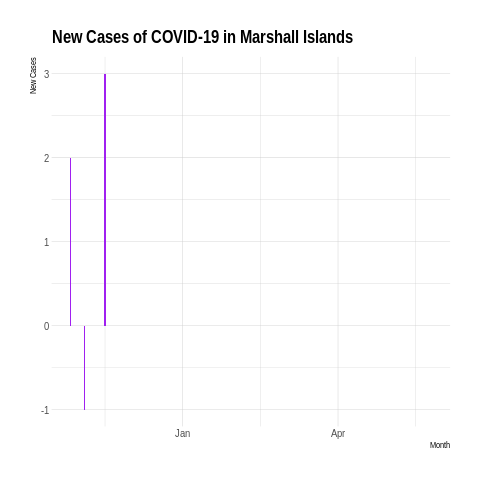 New Cases of COVID-19 in Marshall Islands
New Cases
3
2
1
0
-1
Jan
Apr
Month